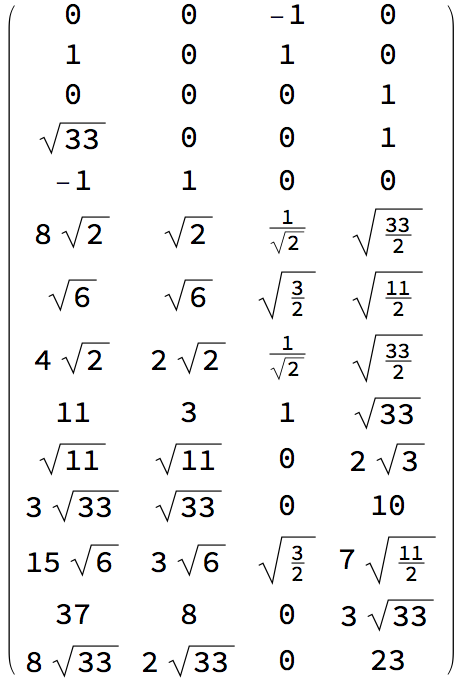 0 0 -1 0
1 0 1 0
0 0 0 1
√33 0 0 1
-1 1 0 0
8 √2 √2 1/√2 √(33/2)
√6 √6 √(3/2) √(11/2)
4 √2 2 √2 1/√2 √(33/2)
11 3 1 √33
√11 √11 0 2 √3
3 √33 √33 0 10
15 √6 3 √6 √(3/2) 7 √(11/2)
37 8 0 3 √33
8 √33 2 √33 0 23